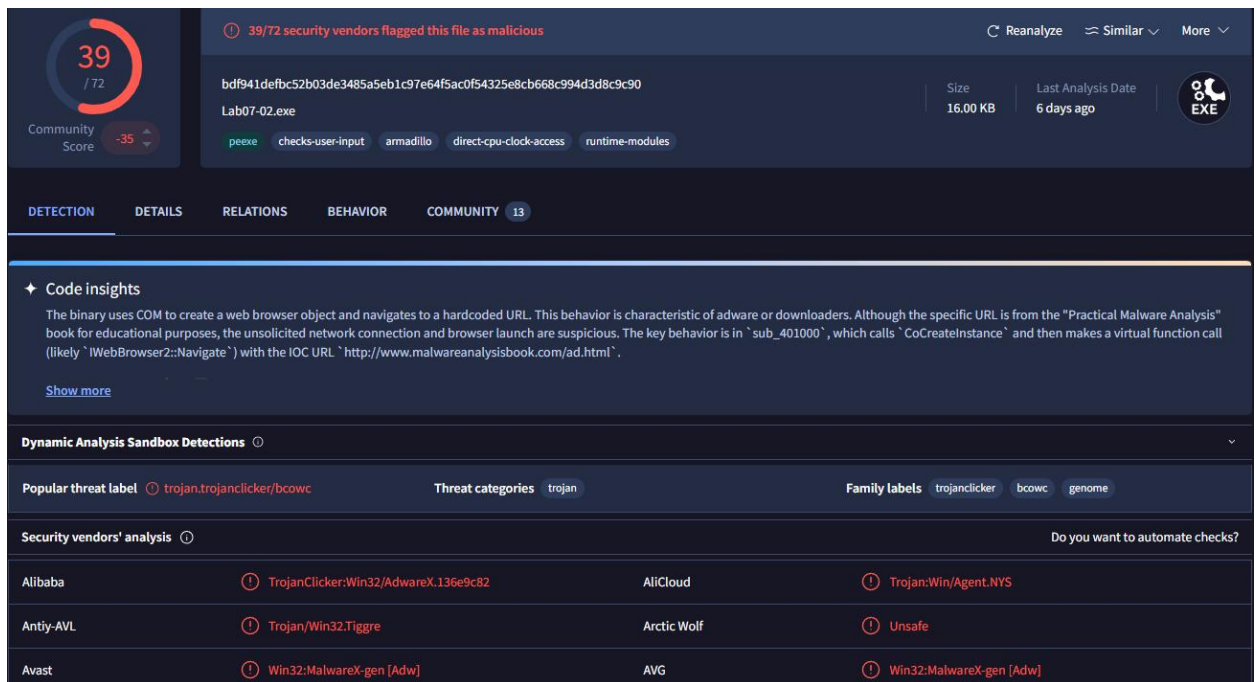 39
/ 72
Community
Score
-35
39/72 security vendors flagged this file as malicious
Reanalyze
Similar
More
bdf941defbc52b03de3485a5eb1c97e64f5ac0f54325e8cb668c994d3d8c9c90
Lab07-02.exe
Size
16.00 KB
Last Analysis Date
6 days ago
EXE
peexe
checks-user-input
armadillo
direct-cpu-clock-access
runtime-modules
DETECTION
DETAILS
RELATIONS
BEHAVIOR
COMMUNITY 13
Code insights
The binary uses COM to create a web browser object and navigates to a hardcoded URL. This behavior is characteristic of adware or downloaders. Although the specific URL is from the "Practical Malware Analysis"
book for educational purposes, the unsolicited network connection and browser launch are suspicious. The key behavior is in `sub_401000`, which calls `CoCreateInstance` and then makes a virtual function call
(likely `IWebBrowser2::Navigate`) with the IOC URL `http://www.malwareanalysisbook.com/ad.html`.
Show more
Dynamic Analysis Sandbox Detections
Popular threat label trojan.trojanclicker/bcowc
Threat categories trojan
Family labels trojanclicker bcowc genome
Security vendors' analysis
Do you want to automate checks?
Alibaba
TrojanClicker:Win32/AdwareX.136e9c82
AliCloud
Trojan:Win/Agent.NYS
Antiy-AVL
Trojan/Win32.Tiggre
Arctic Wolf
Unsafe
Avast
Win32:MalwareX-gen [Adw]
AVG
Win32:MalwareX-gen [Adw]